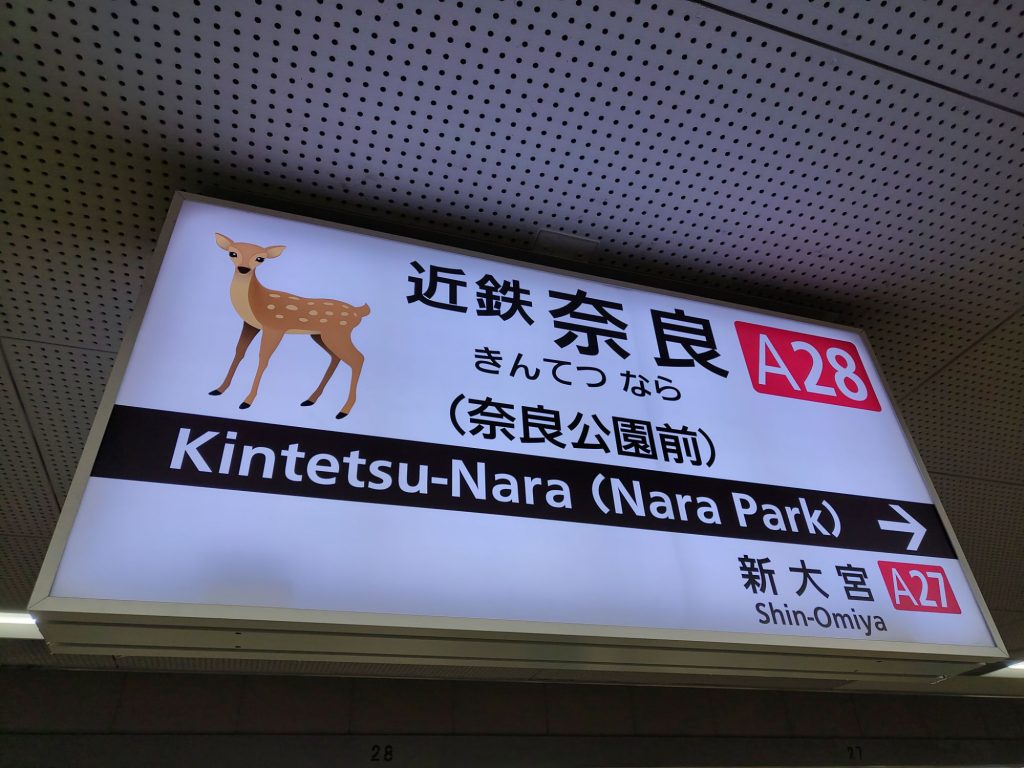 近鉄奈良 A28
きんてつ なら
（奈良公園前）
Kintetsu-Nara (Nara Park) →
新大宮 A27
Shin-Omiya
28 27